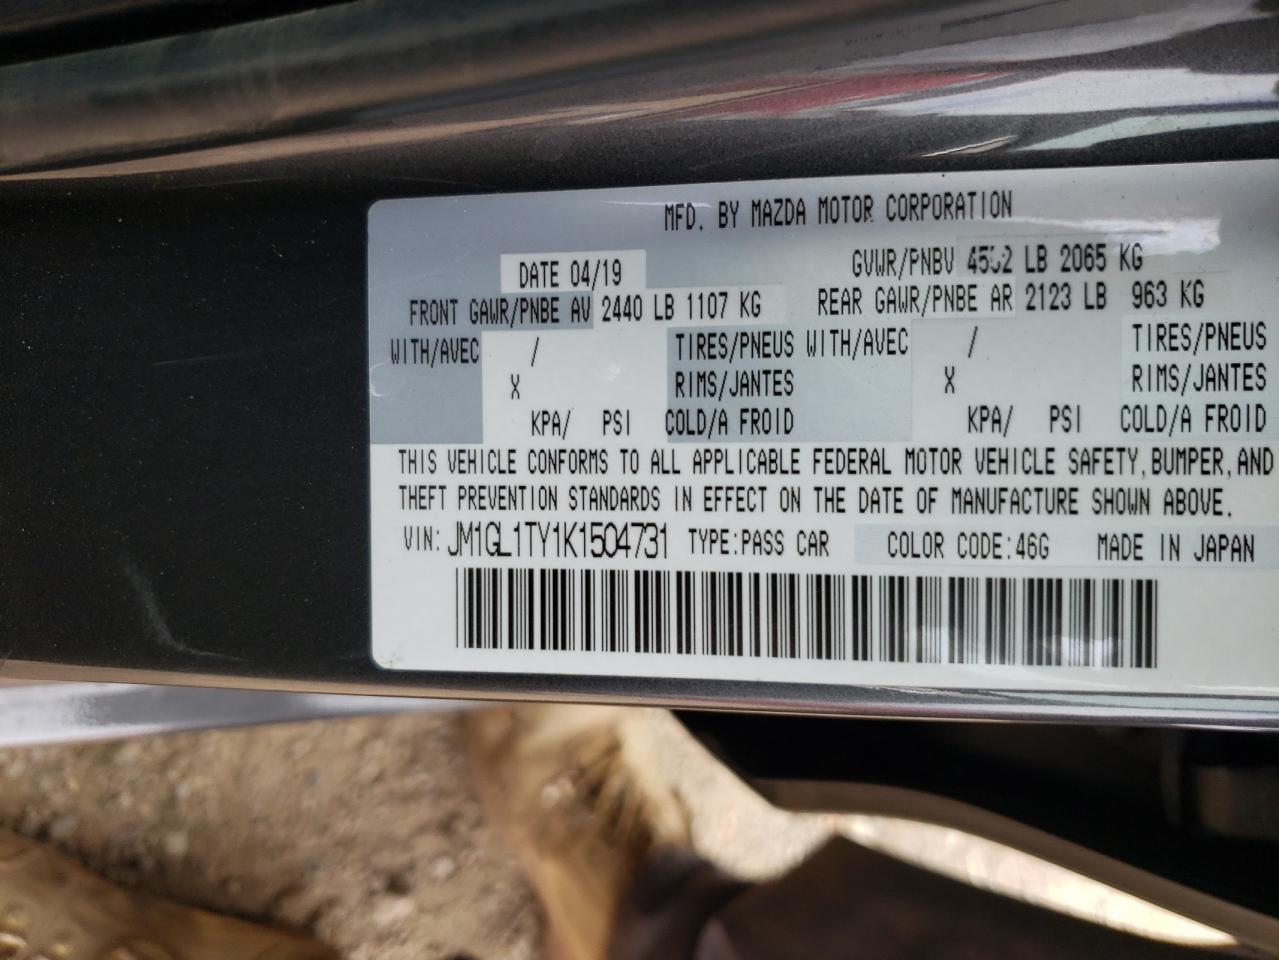 MFD. BY MAZDA MOTOR CORPORATION
DATE 04/19 GVWR/PNBV 4552 LB 2065 KG
FRONT GAWR/PNBE AV 2440 LB 1107 KG REAR GAWR/PNBE AR 2123 LB 963 KG
WITH/AVEC / TIRES/PNEUS WITH/AVEC / TIRES/PNEUS
X RIMS/JANTES X RIMS/JANTES
KPA/ PSI COLD/A FROID KPA/ PSI COLD/A FROID
THIS VEHICLE CONFORMS TO ALL APPLICABLE FEDERAL MOTOR VEHICLE SAFETY, BUMPER, AND
THEFT PREVENTION STANDARDS IN EFFECT ON THE DATE OF MANUFACTURE SHOWN ABOVE.
VIN: JM1GL1TY1K1504731 TYPE:PASS CAR COLOR CODE:46G MADE IN JAPAN